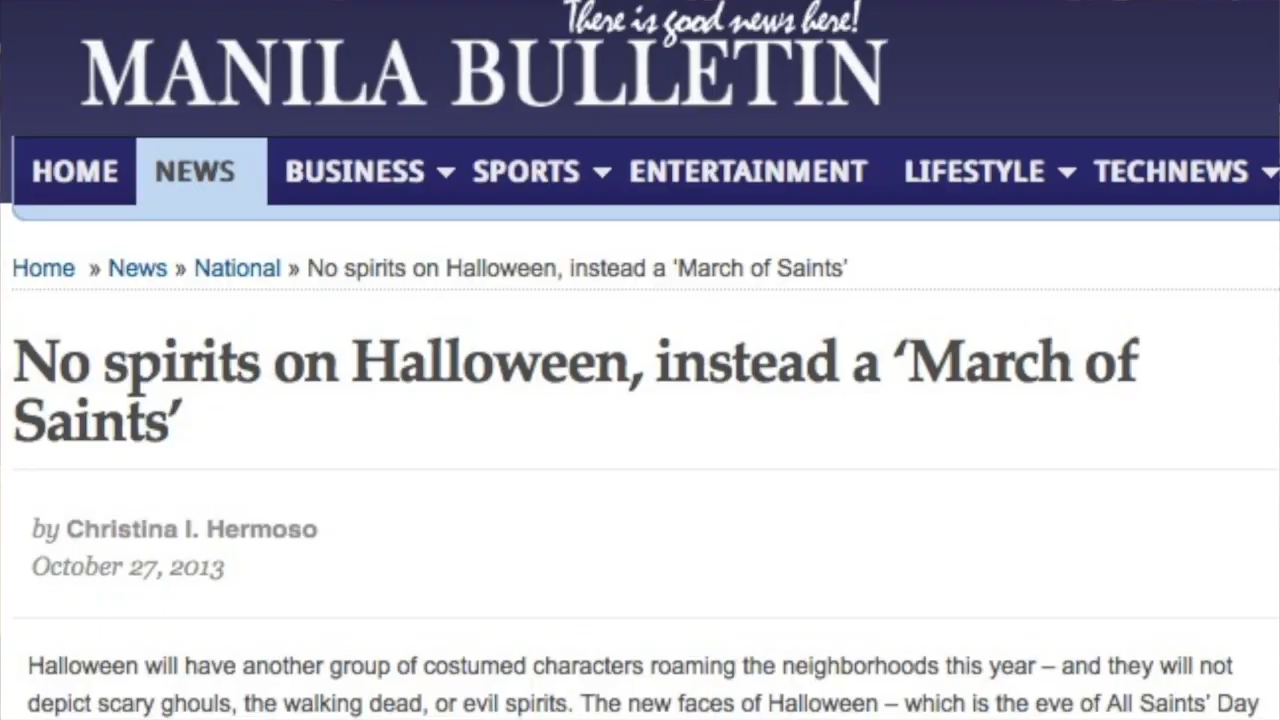 There is good news here!
MANILA BULLETIN
HOME NEWS BUSINESS SPORTS ENTERTAINMENT LIFESTYLE TECHNEWS
Home » News » National » No spirits on Halloween, instead a ‘March of Saints’
No spirits on Halloween, instead a ‘March of
Saints’
by Christina I. Hermoso
October 27, 2013
Halloween will have another group of costumed characters roaming the neighborhoods this year – and they will not
depict scary ghouls, the walking dead, or evil spirits. The new faces of Halloween – which is the eve of All Saints’ Day